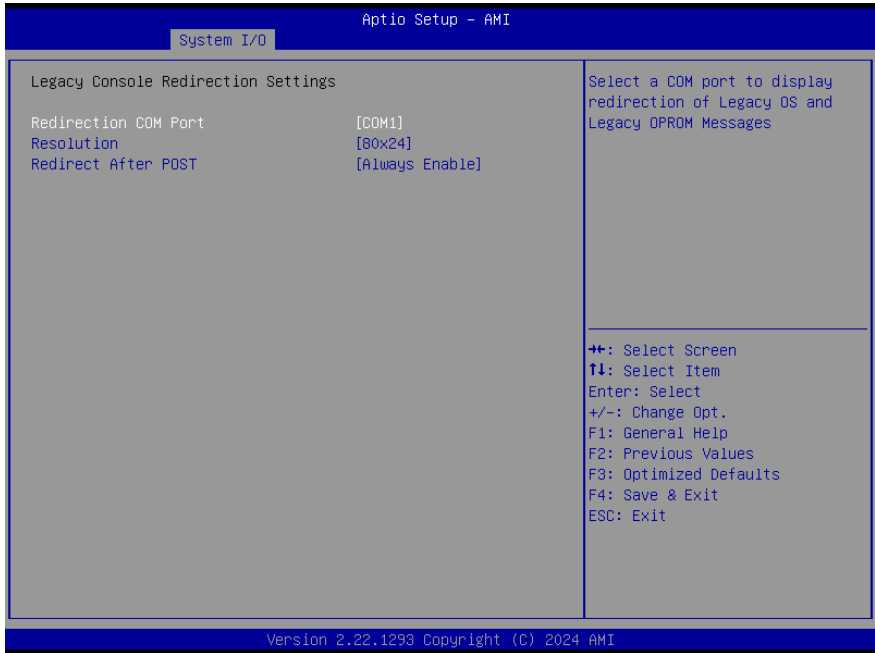 Aptio Setup – AMI
System I/O
Legacy Console Redirection Settings
Redirection COM Port [COM1]
Resolution [80x24]
Redirect After POST [Always Enable]
Select a COM port to display
redirection of Legacy OS and
Legacy OPROM Messages
→←: Select Screen
↑↓: Select Item
Enter: Select
+/-: Change Opt.
F1: General Help
F2: Previous Values
F3: Optimized Defaults
F4: Save & Exit
ESC: Exit
Version 2.22.1293 Copyright (C) 2024 AMI